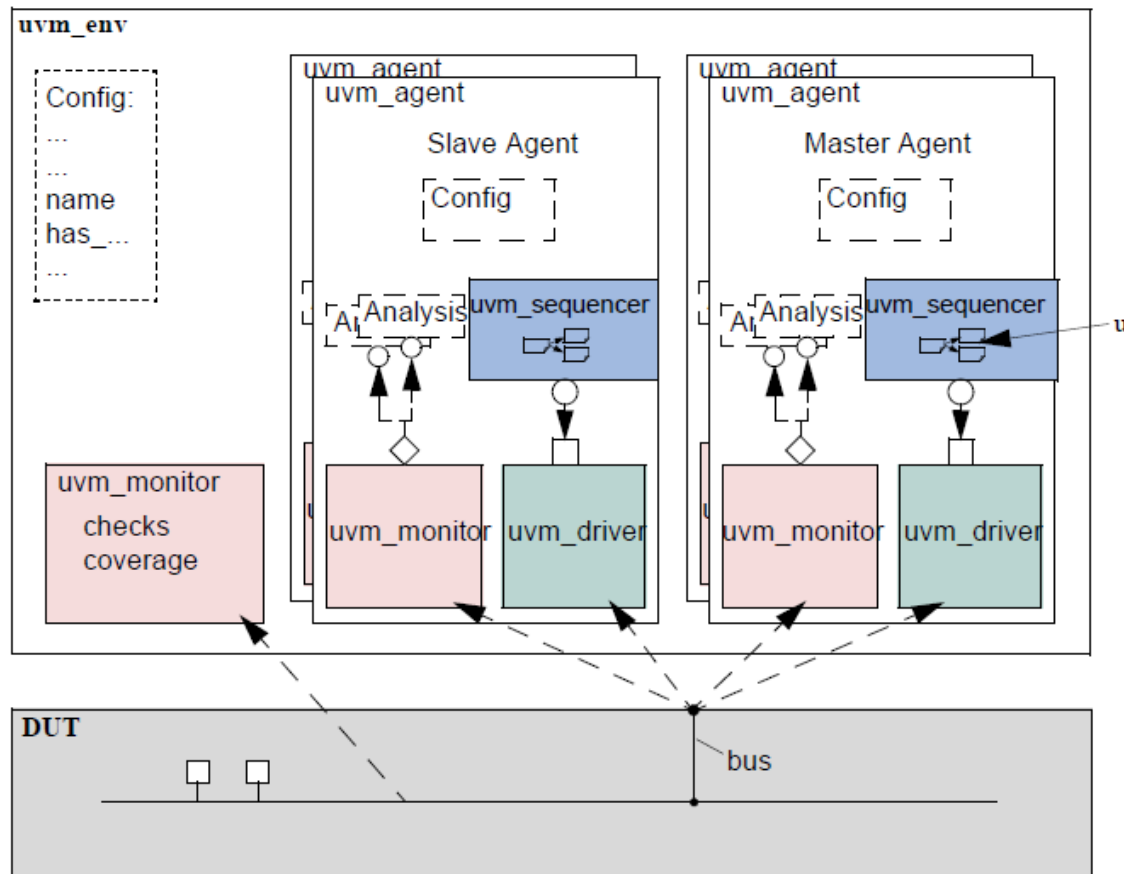 uvm_env
Config:
...
...
name
has_...
...
uvm_agent
uvm_agent
Slave Agent
Config
Analysis
uvm_sequencer
uvm_monitor
uvm_driver
uvm_agent
uvm_agent
Master Agent
Config
Analysis
uvm_sequencer
uvm_monitor
uvm_driver
uvm_monitor
checks
coverage
DUT
bus